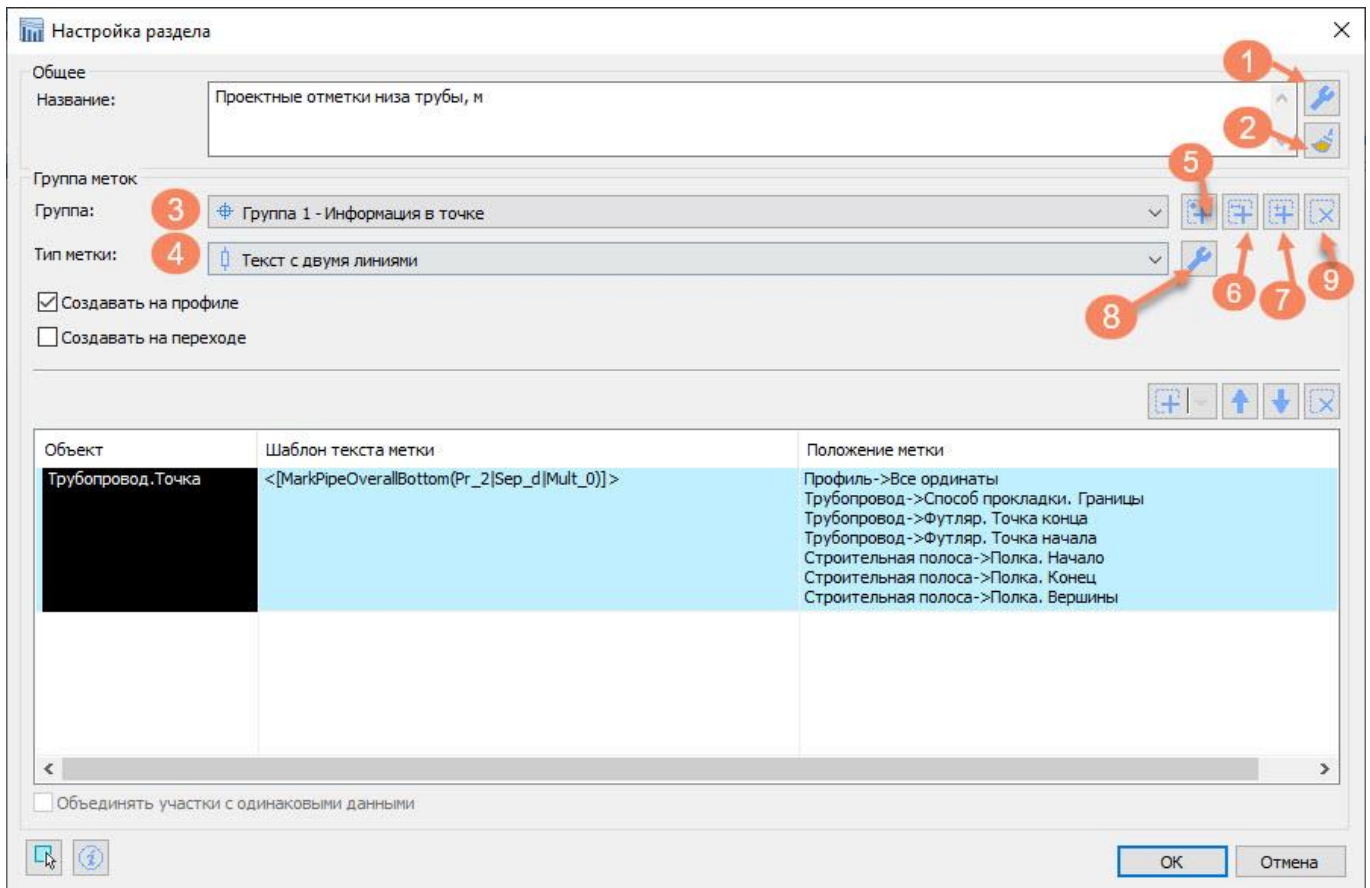 Настройка раздела
Общее
1
Название:
Проектные отметки низа трубы, м
2
5
Группа меток
Группа:
3
Группа 1 - Информация в точке
Тип метки:
4
Текст с двумя линиями
8
6
7
9
Создавать на профиле
Создавать на переходе
Объект
Шаблон текста метки
Положение метки
Трубопровод.Точка
<[MarkPipeOverallBottom(Pr_2|Sep_d|Mult_0)]>
Профиль->Все ординаты
Трубопровод->Способ прокладки. Границы
Трубопровод->Футляр. Точка конца
Трубопровод->Футляр. Точка начала
Строительная полоса->Полка. Начало
Строительная полоса->Полка. Конец
Строительная полоса->Полка. Вершины
Объединять участки с одинаковыми данными
ОК
Отмена